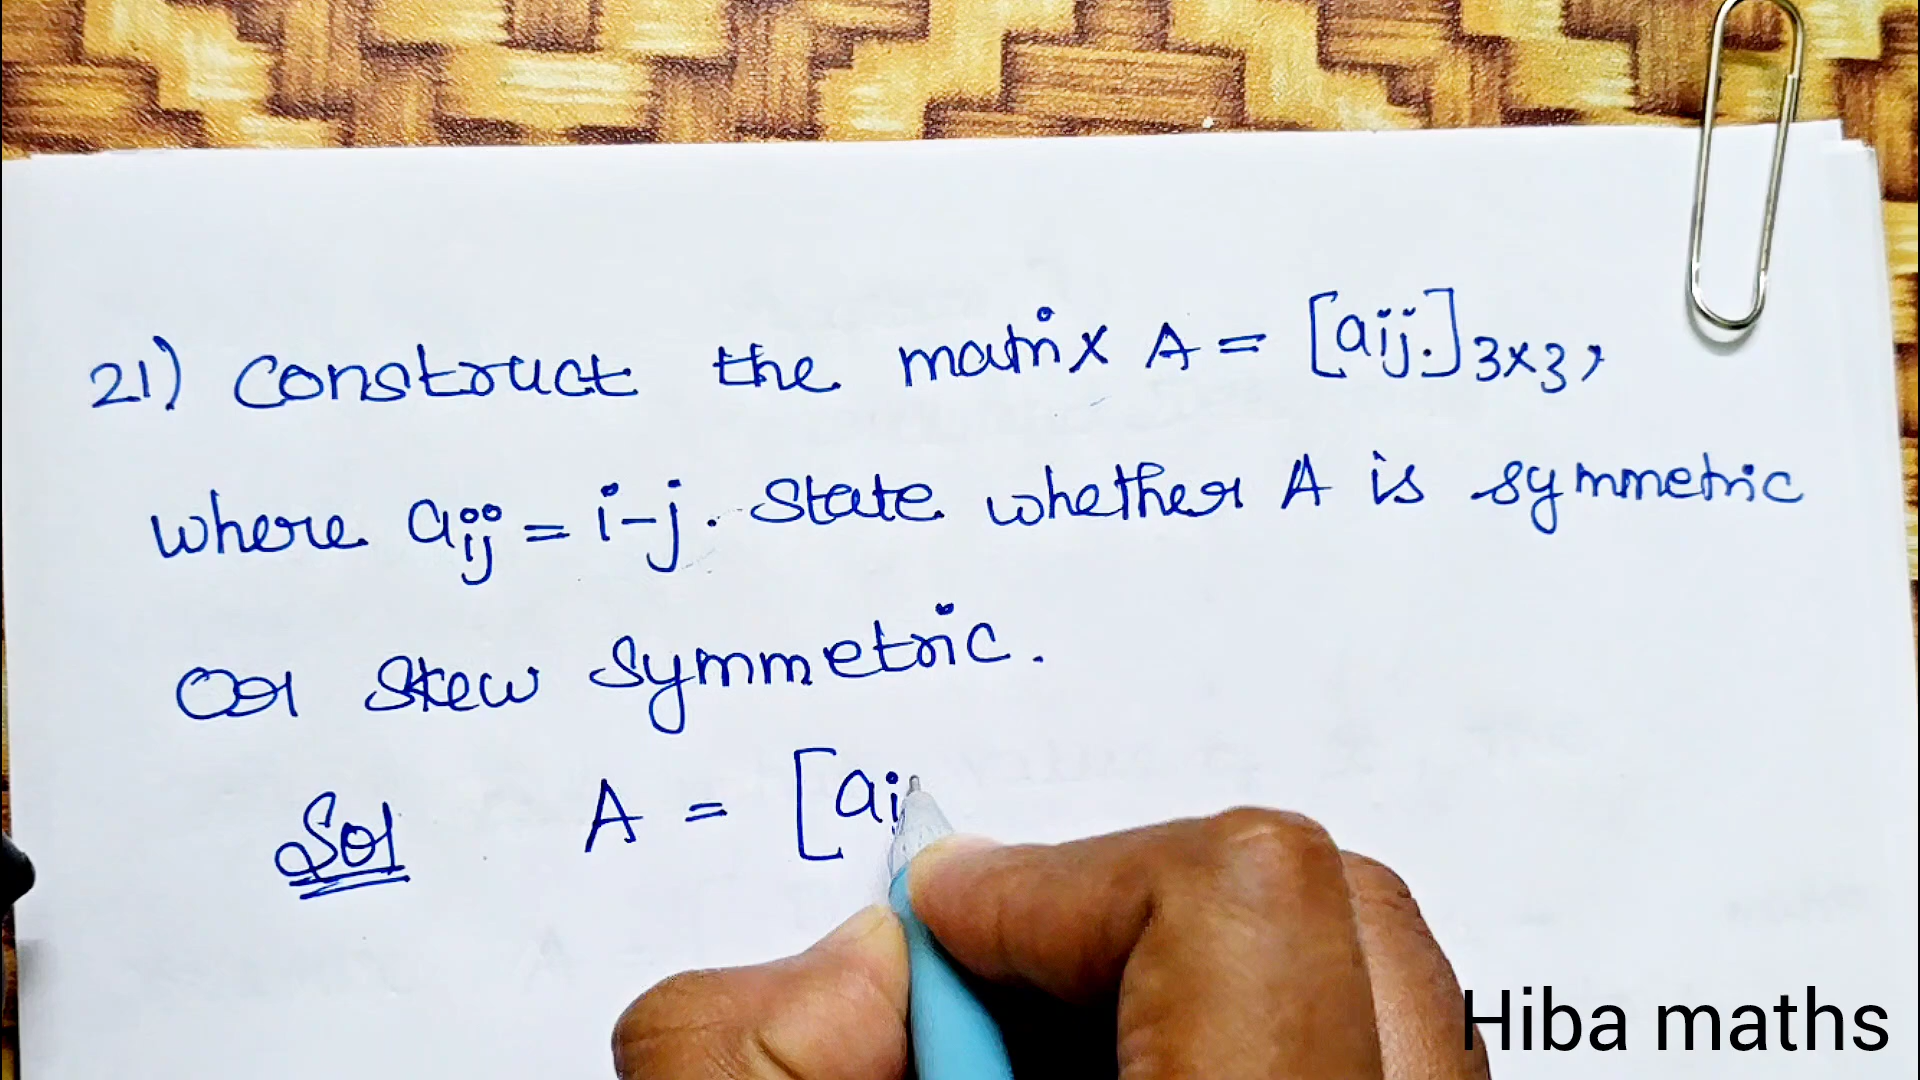 21) Construct the matrix A = [aij.]3×3,
where aij = i-j. State whether A is symmetric
Or Skew Symmetric.
Sol A = [ai
Hiba maths